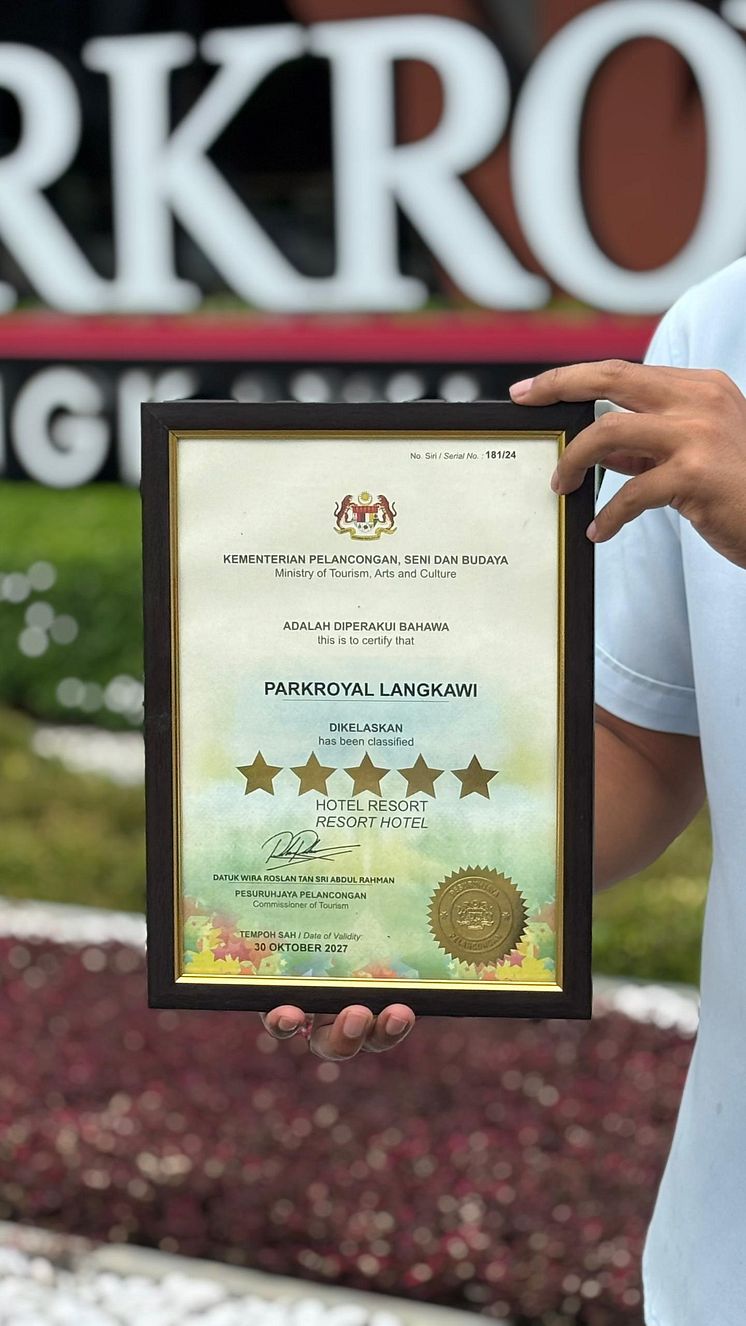 RKRO
No. Siri / Serial No. : 181/24
KEMENTERIAN PELANCONGAN, SENI DAN BUDAYA
Ministry of Tourism, Arts and Culture
ADALAH DIPERAKUI BAHAWA
this is to certify that
PARKROYAL LANGKAWI
DIKELASKAN
has been classified
HOTEL RESORT
RESORT HOTEL
DATUK WIRA ROSLAN TAN SRI ABDUL RAHMAN
PESURUHJAYA PELANCONGAN
Commissioner of Tourism
TEMPOH SAH / Date of Validity:
30 OKTOBER 2027
PESURUHJAYA
PELANCONGAN